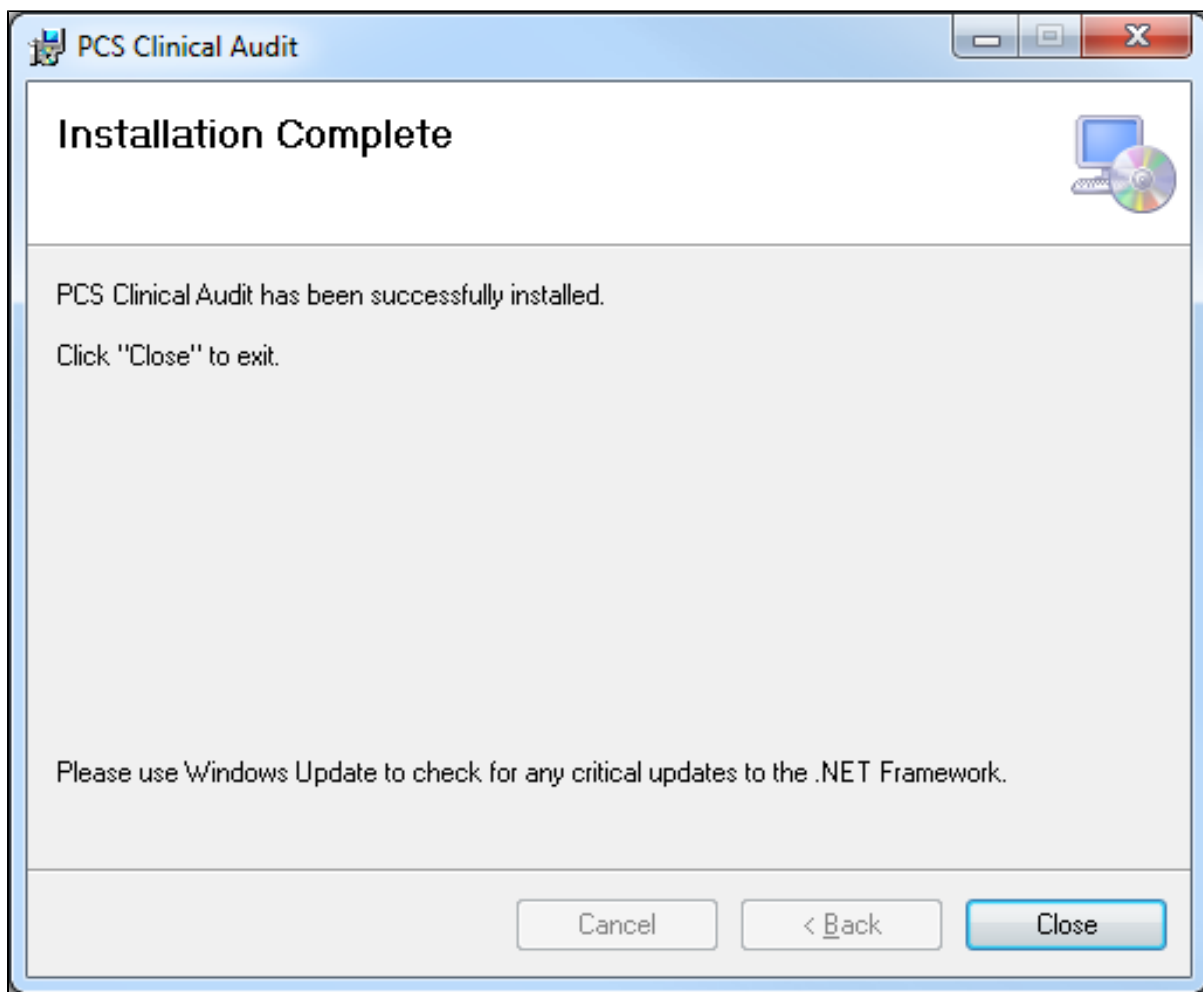 PCS Clinical Audit
Installation Complete
PCS Clinical Audit has been successfully installed.
Click "Close" to exit.
Please use Windows Update to check for any critical updates to the .NET Framework.
Cancel
< Back
Close